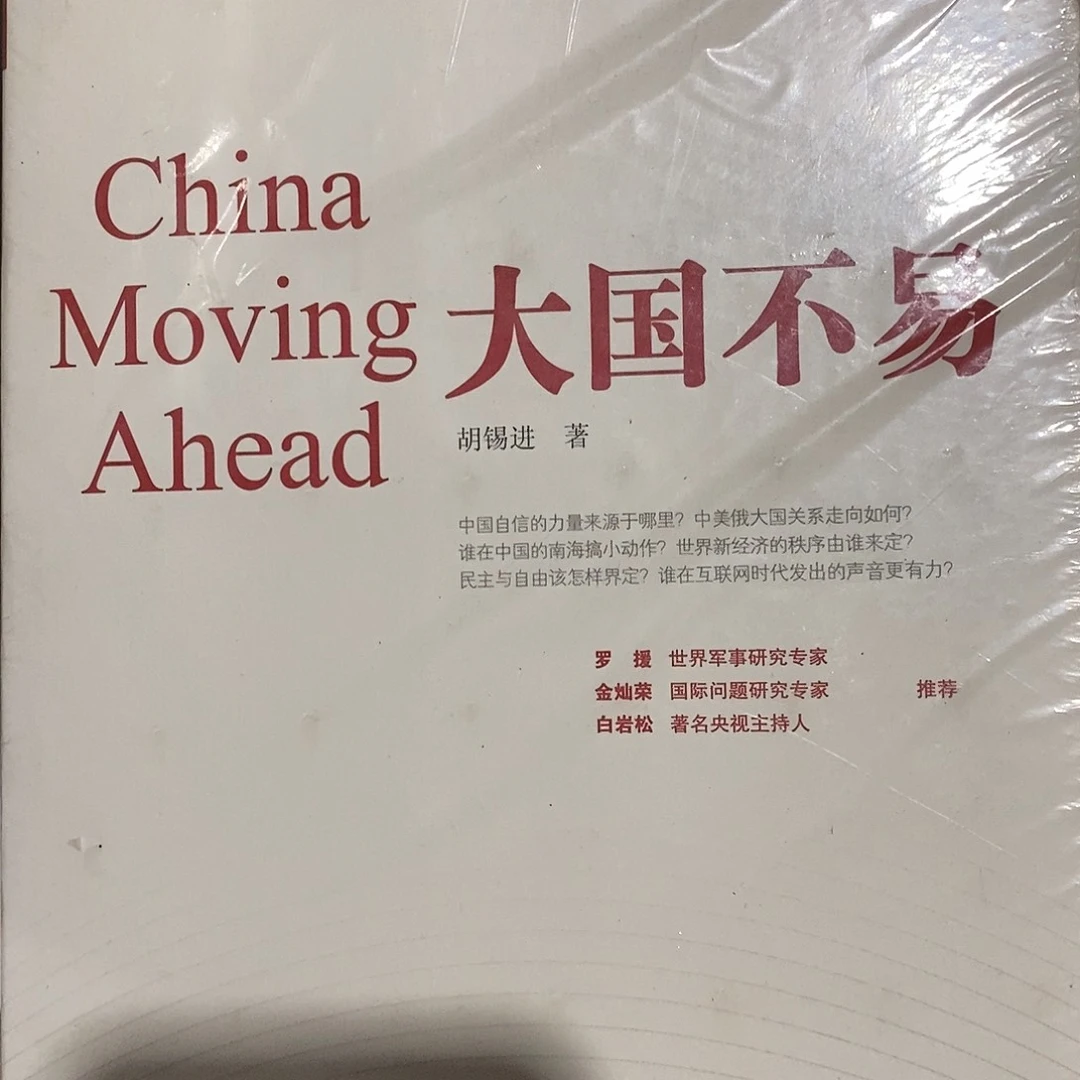 China
Moving
Ahead
大国不易
胡锡进 著
中国自信的力量来源于哪里？中美俄大国关系走向如何？
谁在中国的南海搞小动作？世界新经济的秩序由谁来定？
民主与自由该怎样界定？谁在互联网时代发出的声音更有力？
罗 援 世界军事研究专家
金灿荣 国际问题研究专家 推荐
白岩松 著名央视主持人